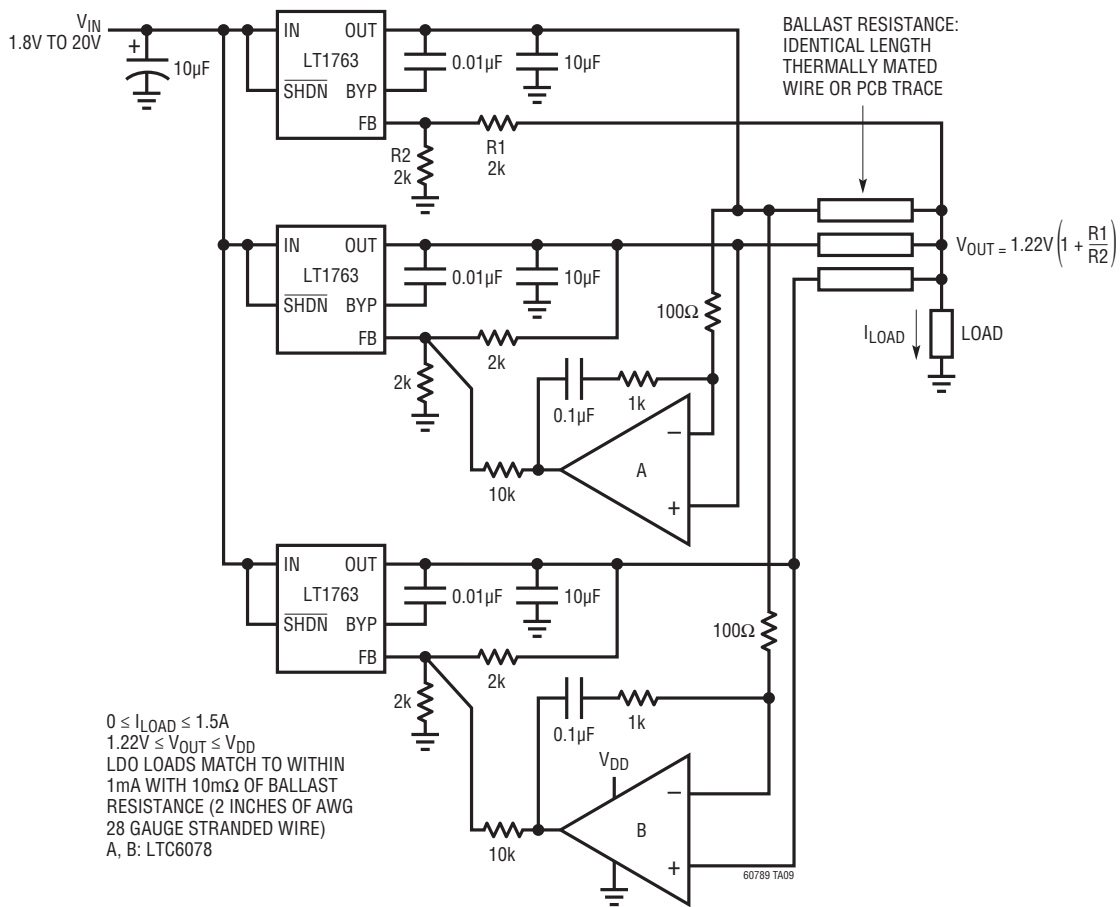 VIN
1.8V TO 20V
+
10µF
IN
OUT
LT1763
SHDN
BYP
FB
0.01µF
10µF
R2
2k
R1
2k
BALLAST RESISTANCE:
IDENTICAL LENGTH
THERMALLY MATED
WIRE OR PCB TRACE
IN
OUT
LT1763
SHDN
BYP
FB
0.01µF
10µF
2k
2k
100Ω
0.1µF
1k
10k
−
A
+
VOUT = 1.22V(1 + R1/R2)
ILOAD
LOAD
IN
OUT
LT1763
SHDN
BYP
FB
0.01µF
10µF
2k
2k
100Ω
0.1µF
1k
10k
VDD
−
B
+
0 ≤ ILOAD ≤ 1.5A
1.22V ≤ VOUT ≤ VDD
LDO LOADS MATCH TO WITHIN
1mA WITH 10mΩ OF BALLAST
RESISTANCE (2 INCHES OF AWG
28 GAUGE STRANDED WIRE)
A, B: LTC6078
60789 TA09